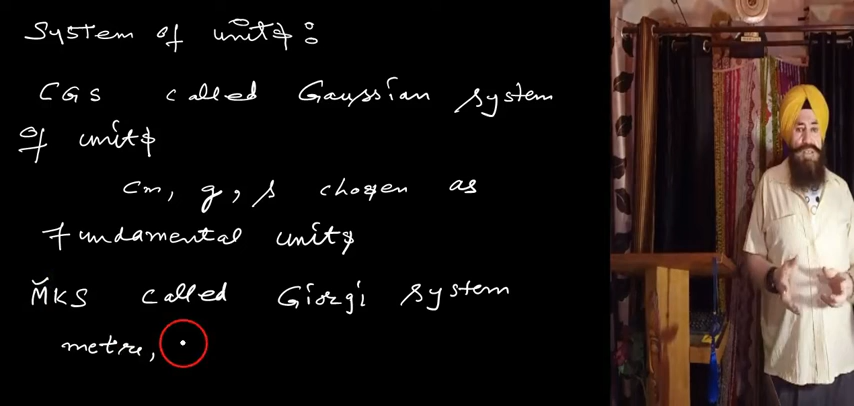 System of units:
CGS called Gaussian system
of units
cm, g, s chosen as
fundamental units
MKS called Giorgi system
metre,